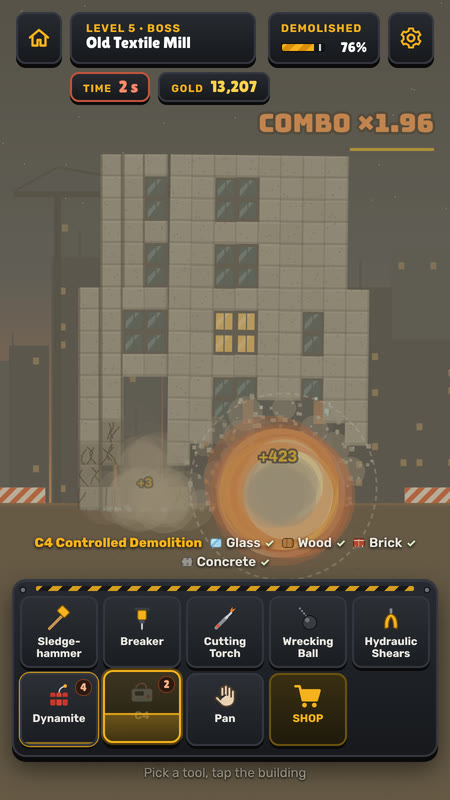 LEVEL 5 • BOSS
Old Textile Mill
DEMOLISHED
76%
TIME 2 s
GOLD 13,207
COMBO ×1.96
+423
+3
C4 Controlled Demolition Glass ✓ Wood ✓ Brick ✓
Concrete ✓
Sledge-
hammer
Breaker
Cutting
Torch
Wrecking
Ball
Hydraulic
Shears
4
Dynamite
2
C4
Pan
SHOP
Pick a tool, tap the building